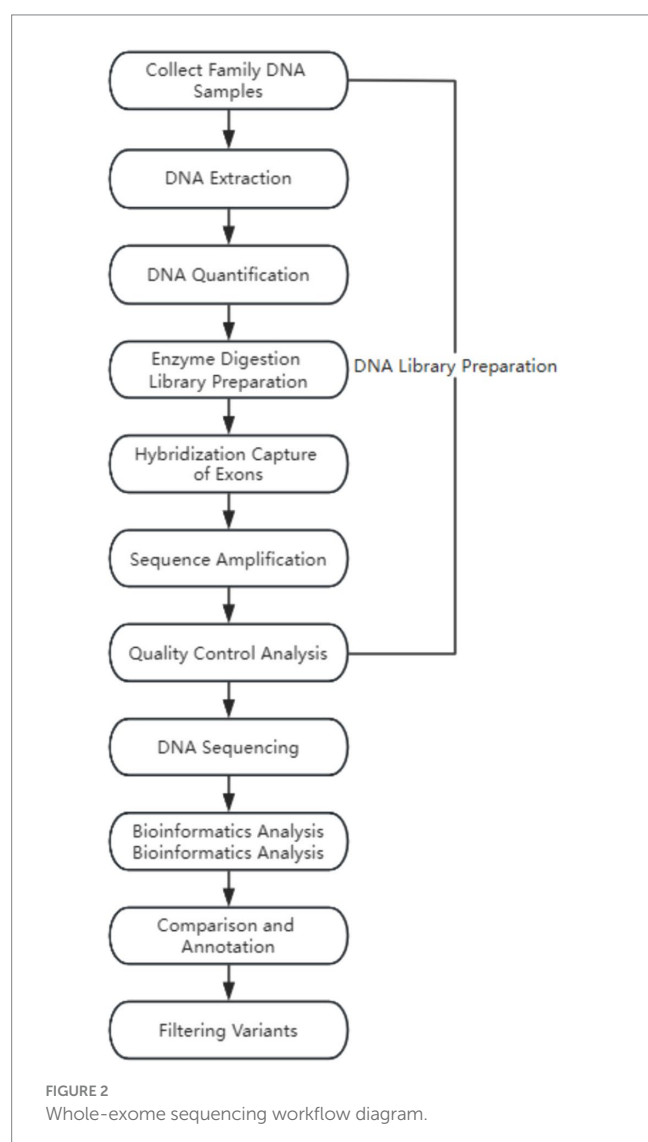 Collect Family DNA
Samples
DNA Extraction
DNA Quantification
Enzyme Digestion
Library Preparation
DNA Library Preparation
Hybridization Capture
of Exons
Sequence Amplification
Quality Control Analysis
DNA Sequencing
Bioinformatics Analysis
Bioinformatics Analysis
Comparison and
Annotation
Filtering Variants
FIGURE 2
Whole-exome sequencing workflow diagram.